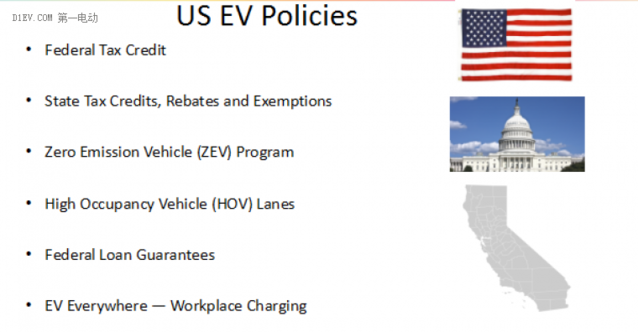 D1EV.COM 第一电动
US EV Policies
• Federal Tax Credit
• State Tax Credits, Rebates and Exemptions
• Zero Emission Vehicle (ZEV) Program
• High Occupancy Vehicle (HOV) Lanes
• Federal Loan Guarantees
• EV Everywhere — Workplace Charging